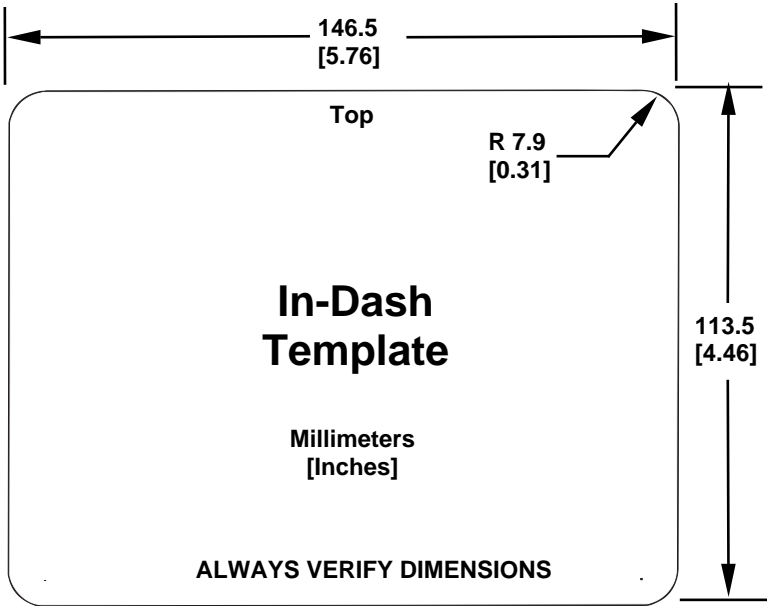 146.5
[5.76]
Top
R 7.9
[0.31]
In-Dash
Template
113.5
[4.46]
Millimeters
[Inches]
ALWAYS VERIFY DIMENSIONS